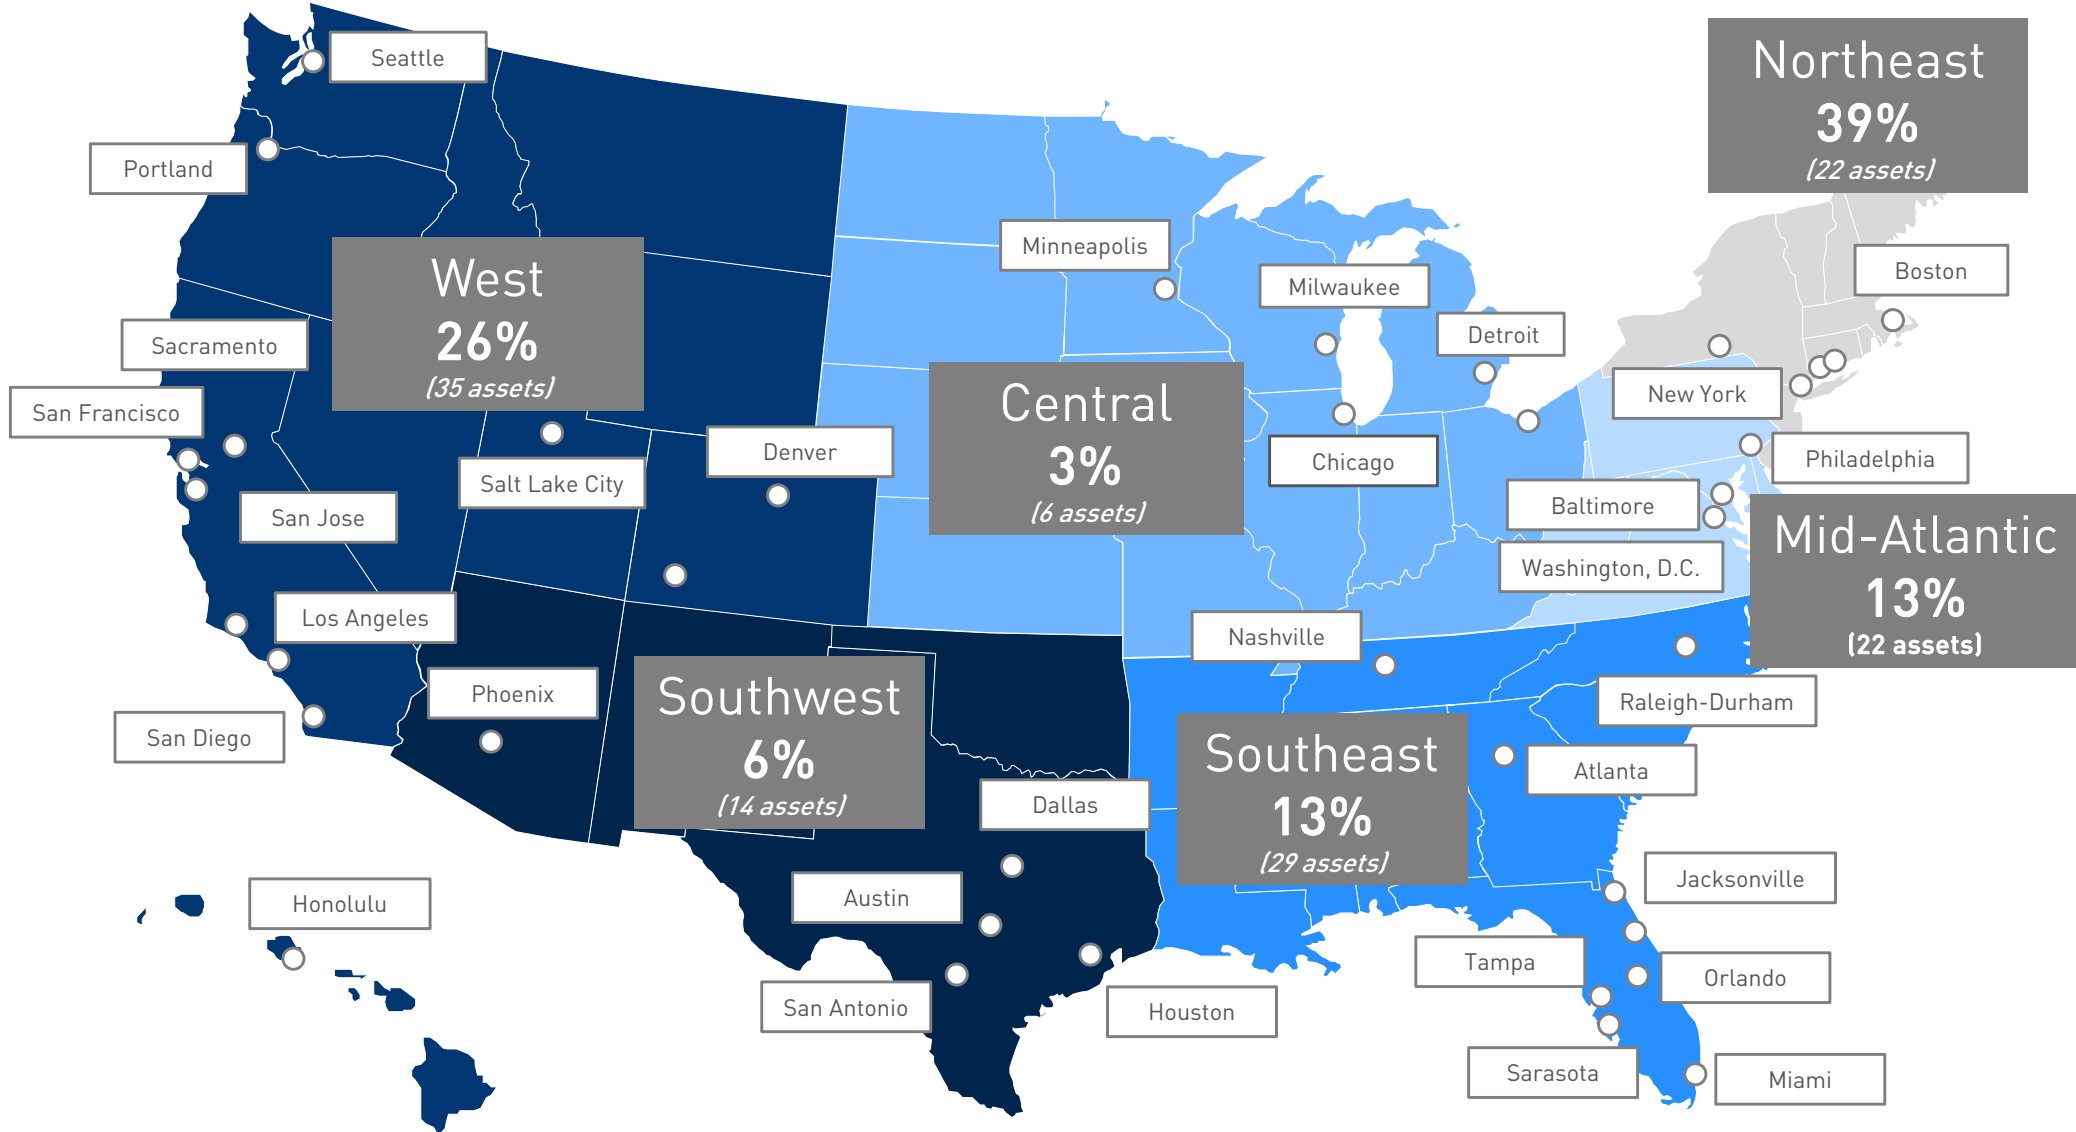 Northeast
39%
(22 assets)
Seattle
Portland
Minneapolis
Boston
West
26%
(35 assets)
Milwaukee
Detroit
Sacramento
San Francisco
New York
Central
3%
(6 assets)
Denver
Chicago
Philadelphia
Salt Lake City
San Jose
Baltimore
Mid-Atlantic
13%
(22 assets)
Washington, D.C.
Los Angeles
Nashville
Phoenix
Southwest
6%
(14 assets)
Raleigh-Durham
San Diego
Southeast
13%
(29 assets)
Atlanta
Dallas
Austin
Jacksonville
Honolulu
Tampa
Orlando
San Antonio
Houston
Sarasota
Miami